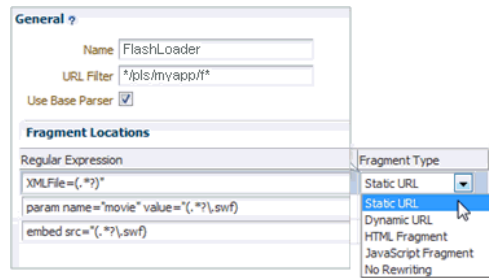 General ?
Name FlashLoader
URL Filter */pls/myapp/f*
Use Base Parser
Fragment Locations
Regular Expression Fragment Type
XMLFile=(.*?)" Static URL
param name="movie" value="(.*?\.swf) Static URL
Dynamic URL
embed src="(.*?\.swf) HTML Fragment
JavaScript Fragment
No Rewriting